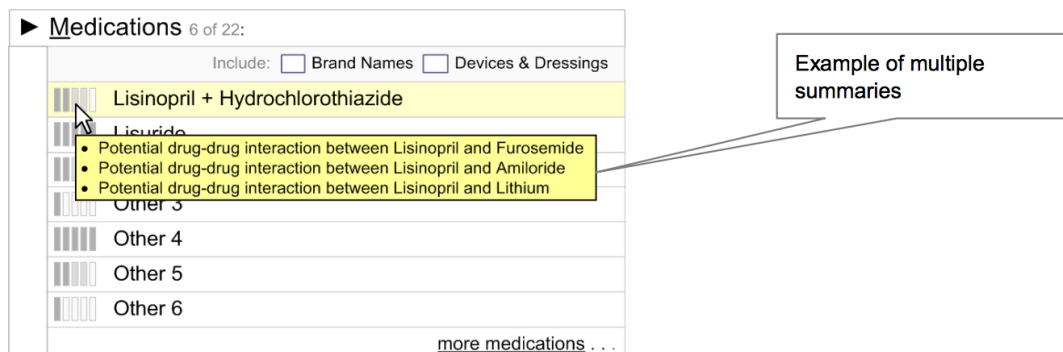 ▶ Medications 6 of 22:
Include: Brand Names Devices & Dressings
Lisinopril + Hydrochlorothiazide
Lisuride
• Potential drug-drug interaction between Lisinopril and Furosemide
• Potential drug-drug interaction between Lisinopril and Amiloride
• Potential drug-drug interaction between Lisinopril and Lithium
Other 3
Other 4
Other 5
Other 6
more medications . . .
Example of multiple
summaries